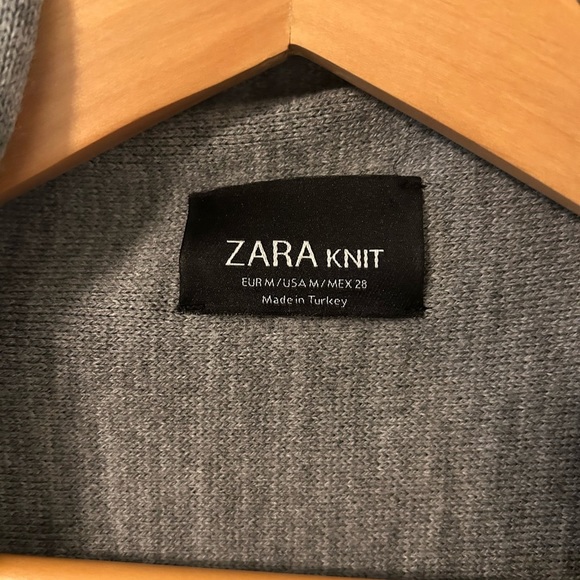 ZARA KNIT
EUR M / USA M / MEX 28
Made in Turkey